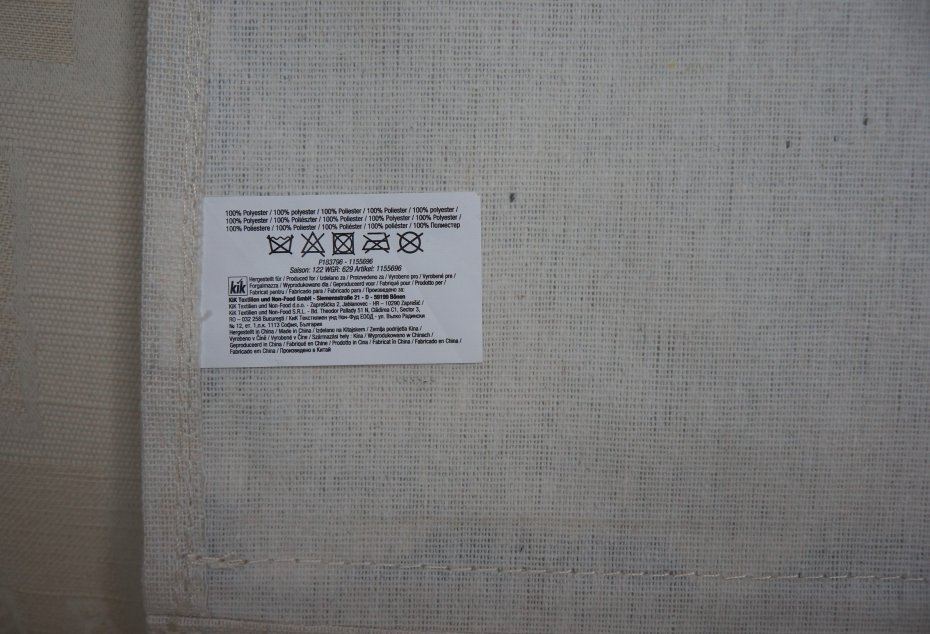 100% Polyester / 100% polyester / 100% Poliester / 100% Poliester / 100% polyester /
100% Polyester / 100% Poliészter / 100% Poliester / 100% Polyester / 100% Polyester /
100% Poliestere / 100% Poliester / 100% Poliéster / 100% poliéster / 100% Полиестер
P183796 - 1155696
Saison: 122 WGR: 629 Artikel: 1155696
kik
Hergestellt für / Produced for / Izdelano za / Proizvedeno za / Vyrobeno pro / Vyrobené pre /
Forgalmazza / Wyprodukowano dla / Geproduceerd voor / Fabriqué pour / Prodotto per /
Fabricat pentru / Fabricado para / Fabricado para / Произведено за:
KiK Textilien und Non-Food GmbH - Siemensstraße 21 - D - 59199 Bönen
KiK Textilien und Non-Food d.o.o. - Zaprešićka 2, Jablanovec - HR – 10290 Zaprešić /
KiK Textilien und Non-Food S.R.L. - Bd. Theodor Pallady 51 N, Clădirea C1, Sector 3,
RO – 032 258 București / КиК Текстилиен унд Нон-Фуд ЕООД - ул. Вълко Радински
№ 12, ет. 1, п.к. 1113 София, България
Hergestellt in China / Made in China / Izdelano na Kitajskem / Zemlja podrijetla Kina /
Vyrobeno v Číně / Vyrobené v Číne / Származási hely : Kína / Wyprodukowano w Chinach /
Geproduceerd in China / Fabriqué en Chine / Prodotto in Cina / Fabricat in China / Fabricado en China /
Fabricado em China / Произведено в Китай